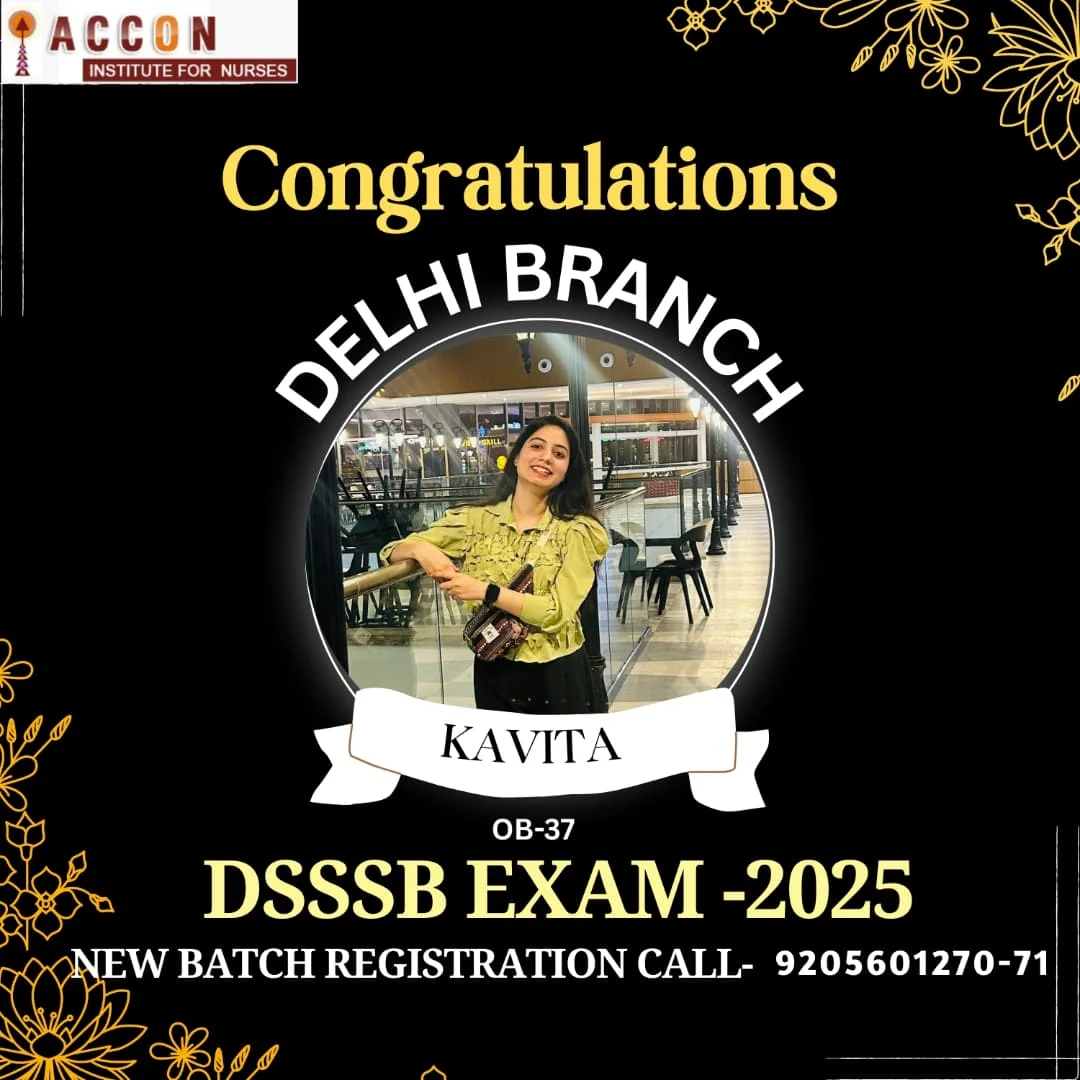 ACCON
INSTITUTE FOR NURSES
Congratulations
DELHI BRANCH
GRILL
KAVITA
OB-37
DSSSB EXAM -2025
NEW BATCH REGISTRATION CALL- 9205601270-71